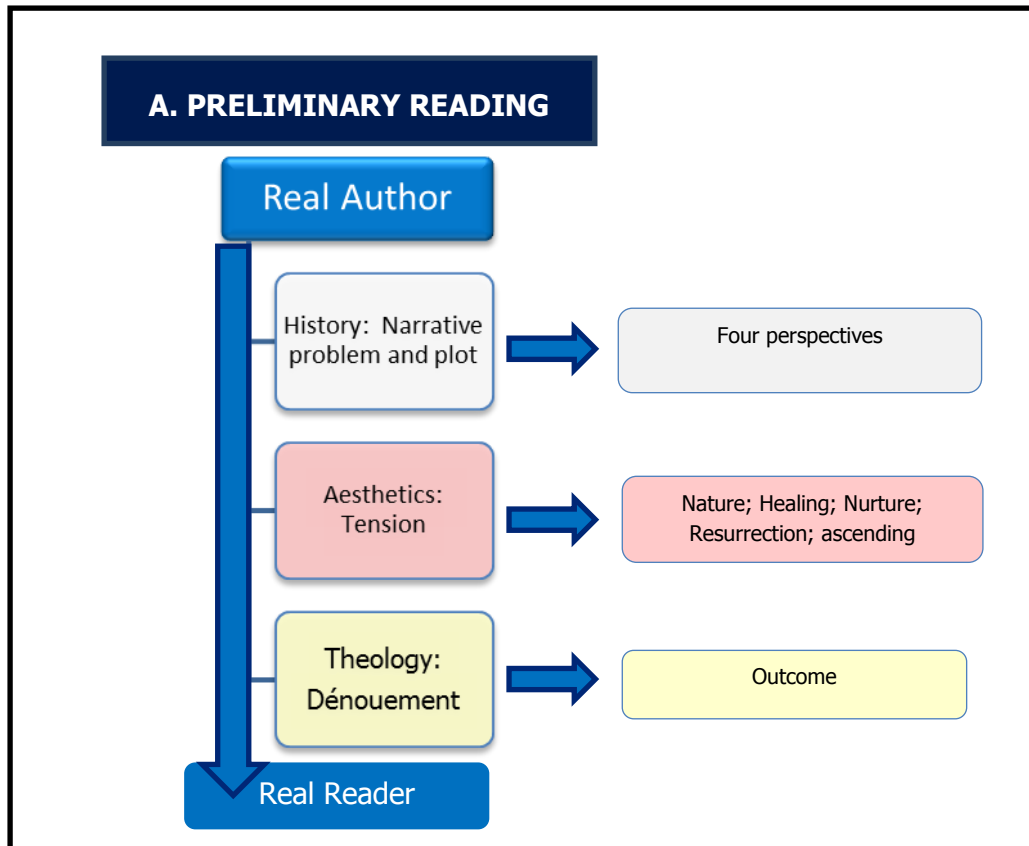 A. PRELIMINARY READING
Real Author
History:  Narrative
problem and plot
Four perspectives
Aesthetics:
Tension
Nature; Healing; Nurture;
Resurrection; ascending
Theology:
Dénouement
Outcome
Real Reader